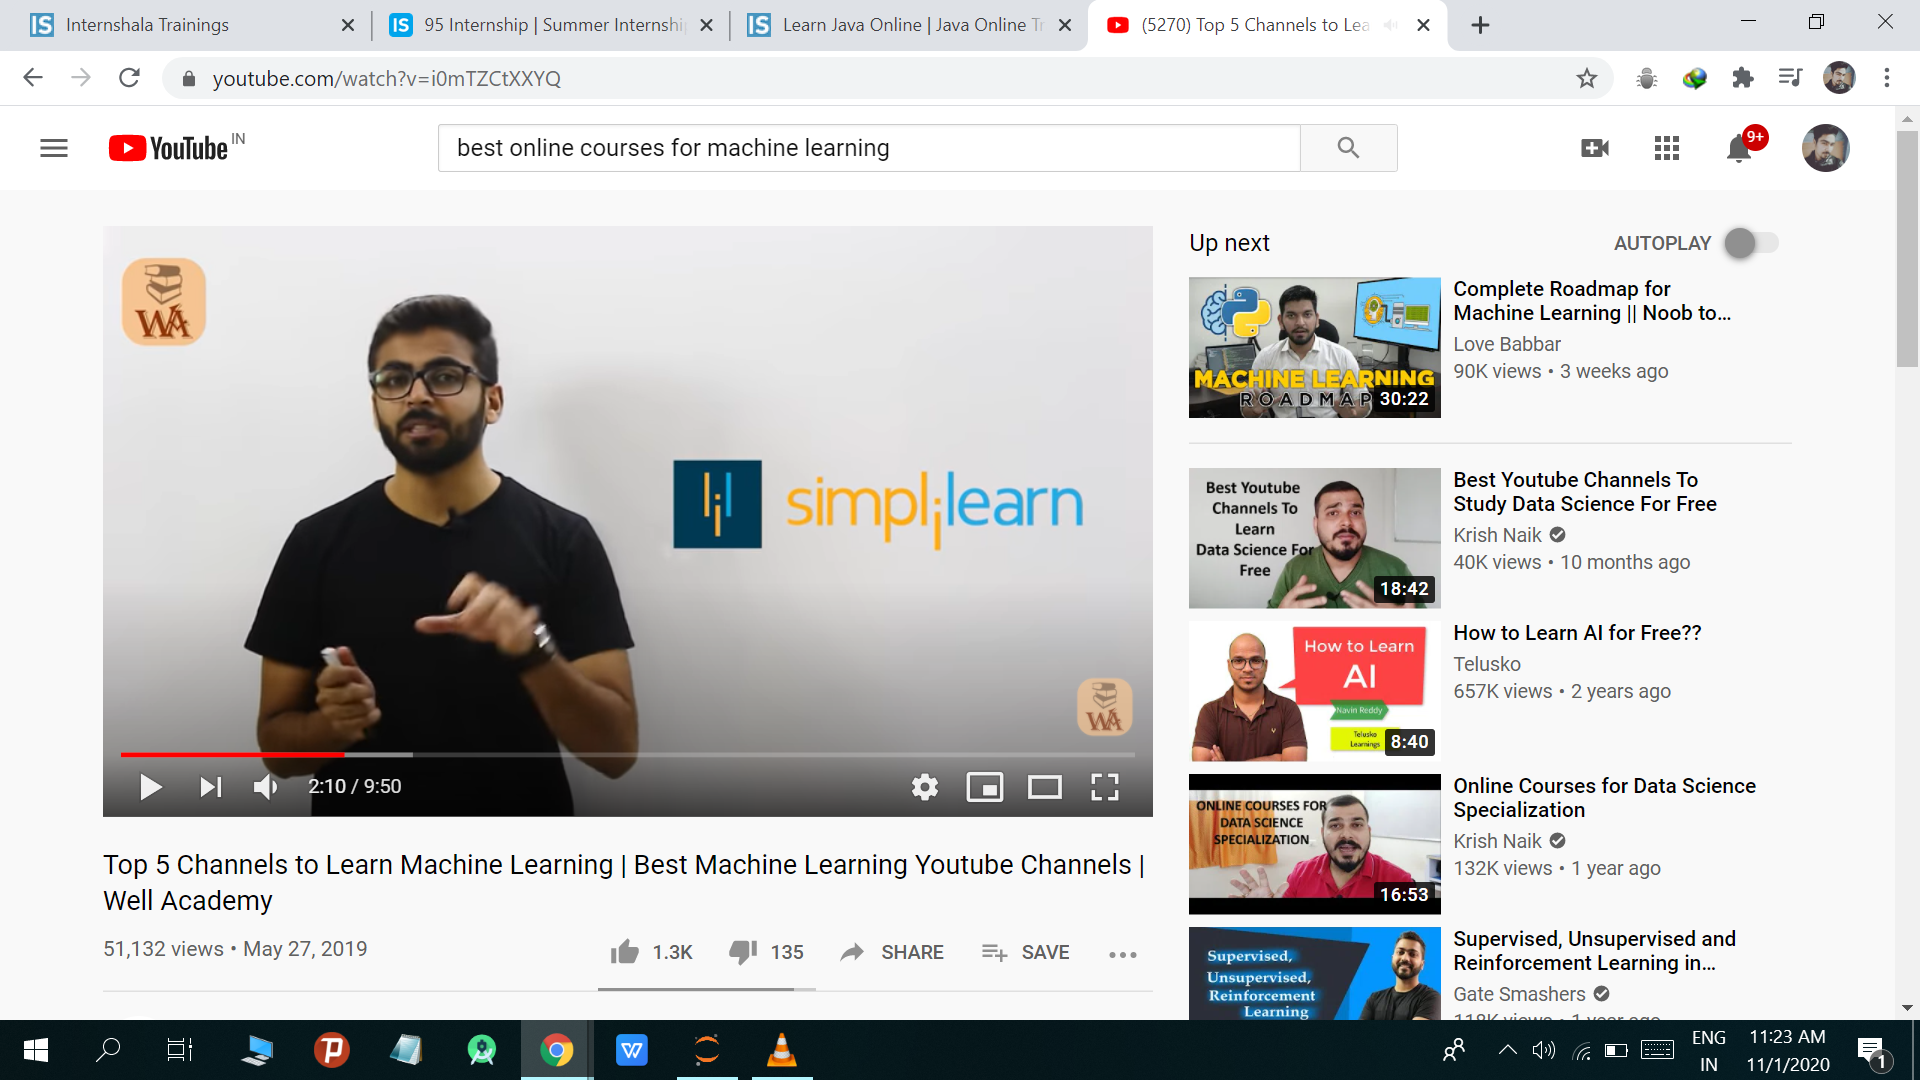 Internshala Trainings
95 Internship | Summer Internshi
Learn Java Online | Java Online Tr
(5270) Top 5 Channels to Lea
youtube.com/watch?v=i0mTZCtXXYQ
YouTube IN
best online courses for machine learning
9+
WA
simplilearn
WA
2:10 / 9:50
Top 5 Channels to Learn Machine Learning | Best Machine Learning Youtube Channels |
Well Academy
51,132 views • May 27, 2019
1.3K
135
SHARE
SAVE
Up next
AUTOPLAY
MACHINE LEARNING
ROADMAP
30:22
Complete Roadmap for
Machine Learning || Noob to...
Love Babbar
90K views • 3 weeks ago
Best Youtube
Channels To
Learn
Data Science For
Free
18:42
Best Youtube Channels To
Study Data Science For Free
Krish Naik
40K views • 10 months ago
How to Learn
AI
Navin Reddy
Telusko
Learnings
8:40
How to Learn AI for Free??
Telusko
657K views • 2 years ago
ONLINE COURSES FOR
DATA SCIENCE
SPECIALIZATION
16:53
Online Courses for Data Science
Specialization
Krish Naik
132K views • 1 year ago
Supervised,
Unsupervised,
Reinforcement
Learning
Supervised, Unsupervised and
Reinforcement Learning in...
Gate Smashers
118K views • 1 year ago
ENG
IN
11:23 AM
11/1/2020
1